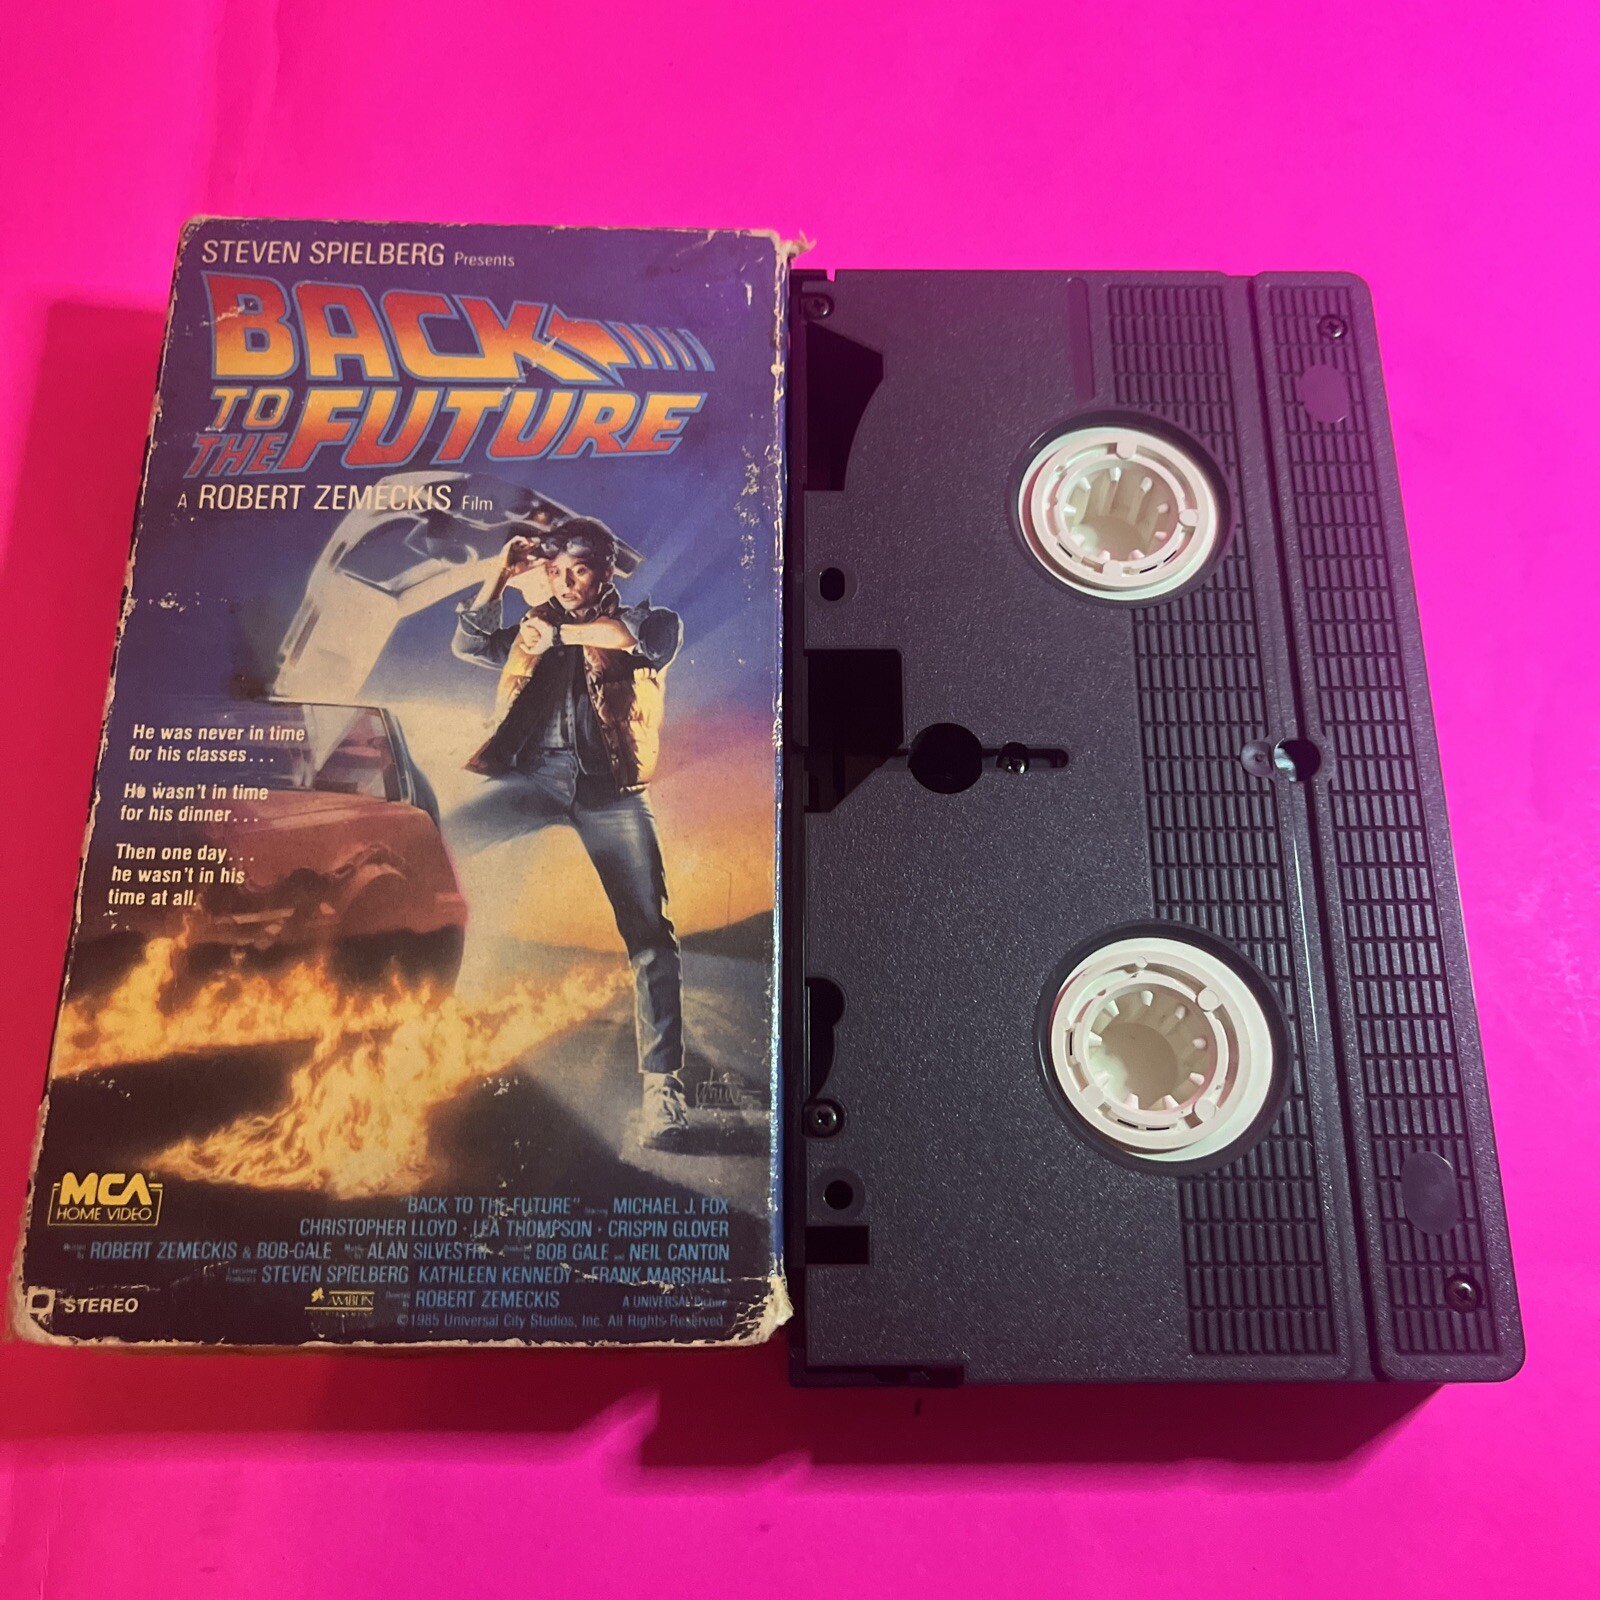 STEVEN SPIELBERG Presents
BACK
TO
THE FUTURE
A ROBERT ZEMECKIS Film
He was never in time
for his classes...
He wasn't in time
for his dinner...
Then one day...
he wasn't in his
time at all.
MCA®
HOME VIDEO
"BACK TO THE FUTURE" Starring MICHAEL J. FOX
CHRISTOPHER LLOYD · LEA THOMPSON · CRISPIN GLOVER
ROBERT ZEMECKIS & BOB GALE ALAN SILVESTRI BOB GALE and NEIL CANTON
STEVEN SPIELBERG KATHLEEN KENNEDY and FRANK MARSHALL
AMBLIN ROBERT ZEMECKIS A UNIVERSAL Picture
STEREO
©1985 Universal City Studios, Inc. All Rights Reserved.